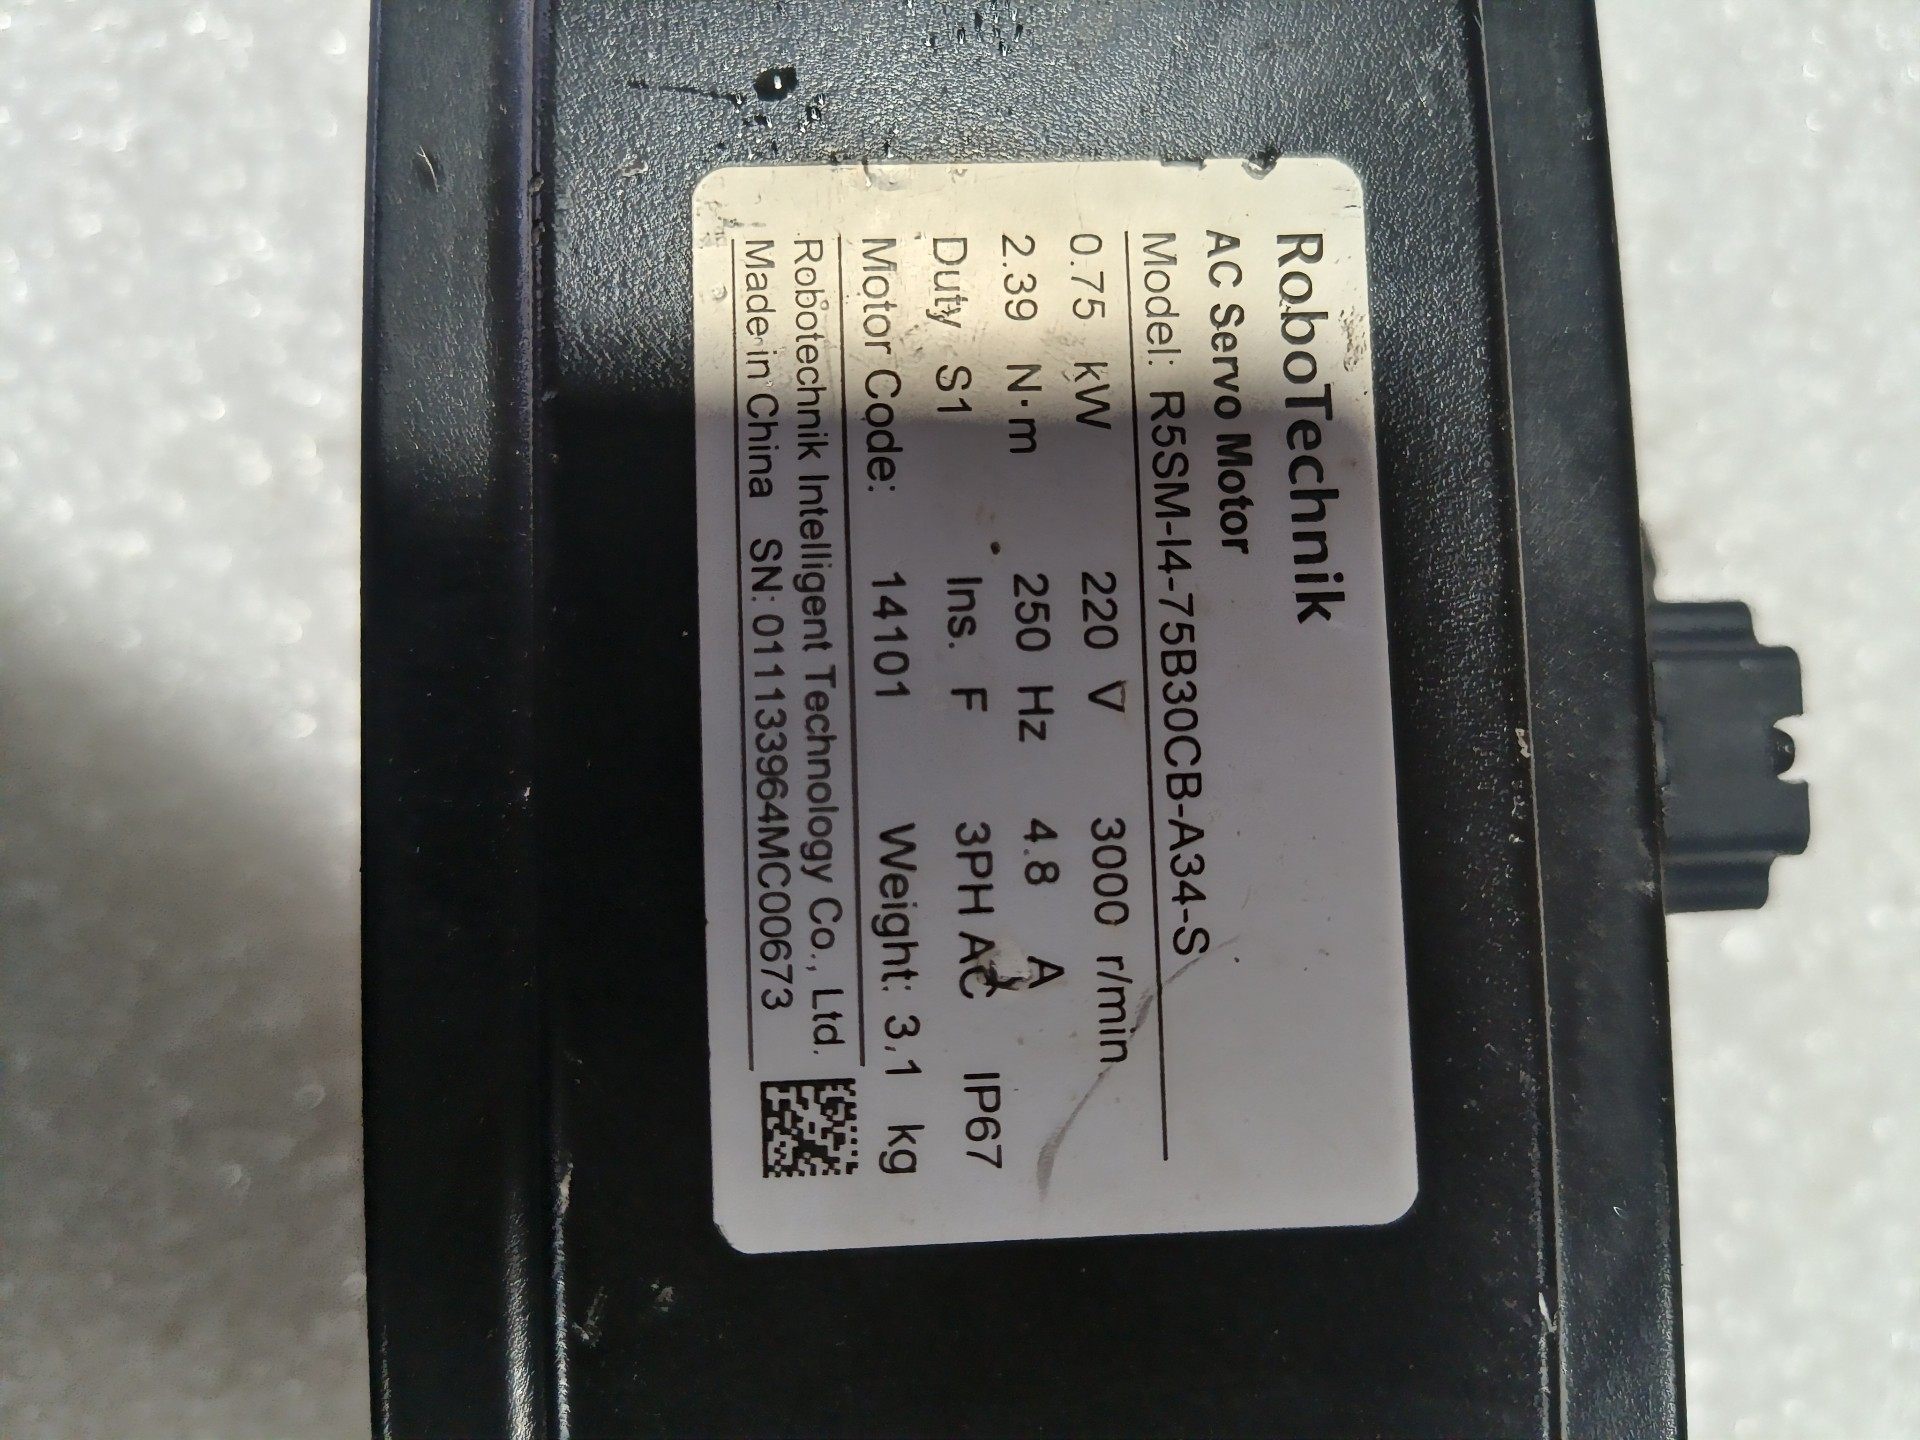 RoboTechnik
AC Servo Motor
Model: R5SM-I4-75B30CB-A34-S
0.75 kW 220 V 3000 r/min
2.39 N·m 250 Hz 4.8 A
Duty S1 Ins. F 3PH AC IP67
Motor Code: 14101 Weight: 3.1 kg
Robotechnik Intelligent Technology Co., Ltd.
Made in China SN: 011133964MC00673